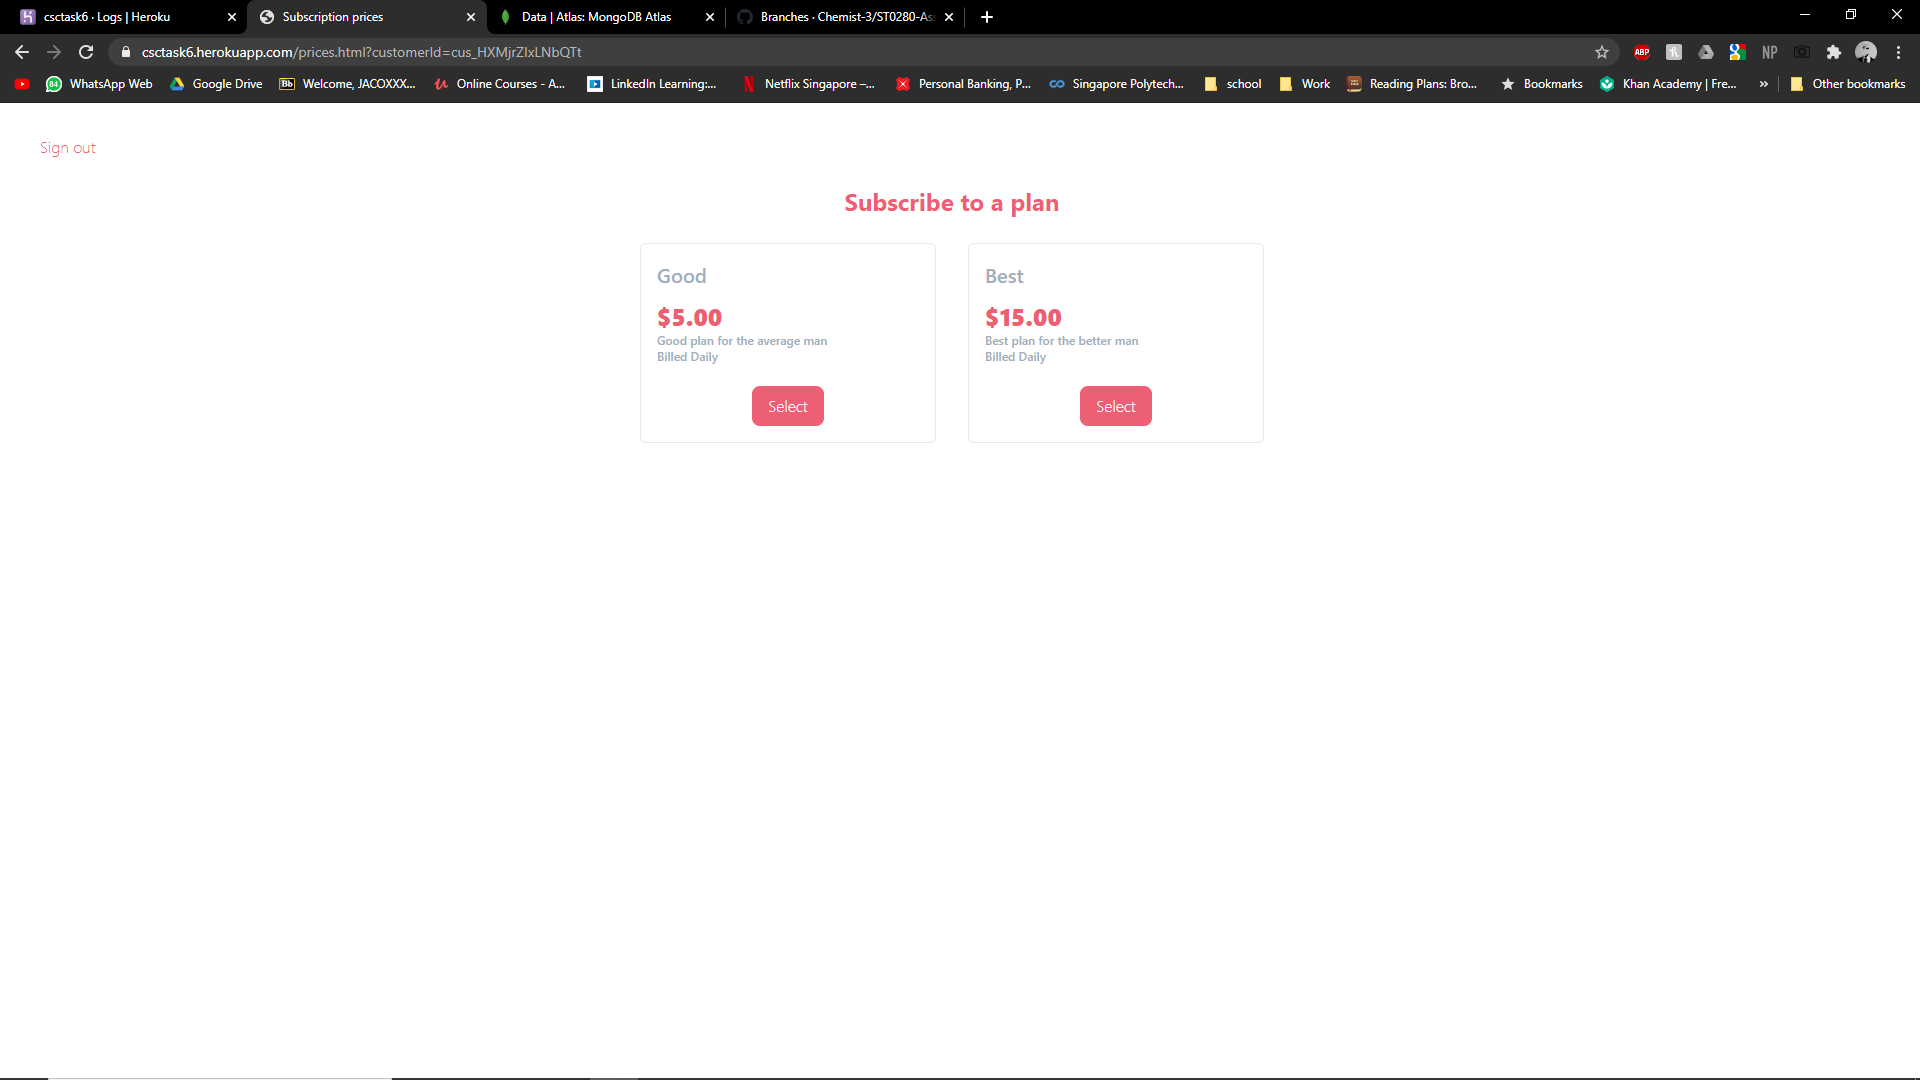 csctask6 · Logs | Heroku
Subscription prices
Data | Atlas: MongoDB Atlas
Branches · Chemist-3/ST0280-As
csctask6.herokuapp.com/prices.html?customerId=cus_HXMjrZIxLNbQTt
ABP
NP
84 WhatsApp Web
Google Drive
Bb Welcome, JACOXXX...
Online Courses - A...
LinkedIn Learning:...
Netflix Singapore –...
Personal Banking, P...
Singapore Polytech...
school
Work
Reading Plans: Bro...
Bookmarks
Khan Academy | Fre...
»
Other bookmarks
Sign out
Subscribe to a plan
Good
$5.00
Good plan for the average man
Billed Daily
Select
Best
$15.00
Best plan for the better man
Billed Daily
Select